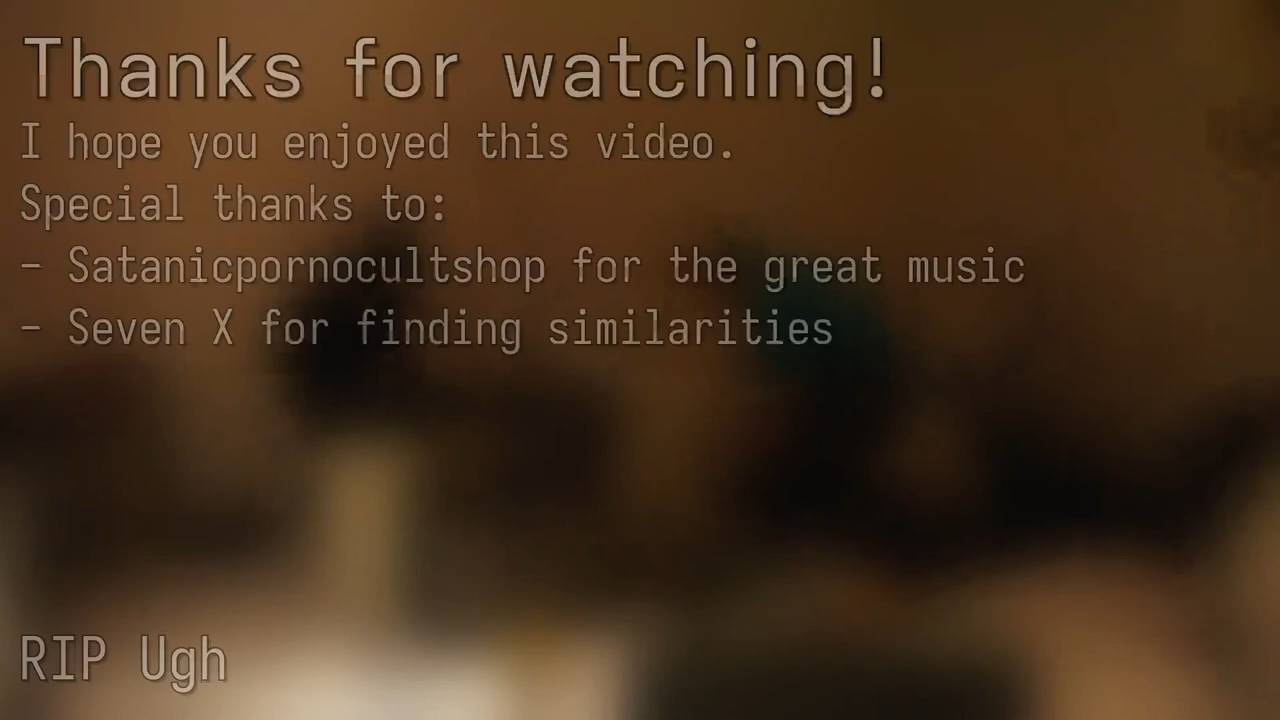 Thanks for watching!
I hope you enjoyed this video.
Special thanks to:
- Satanicpornocultshop for the great music
- Seven X for finding similarities
RIP Ugh